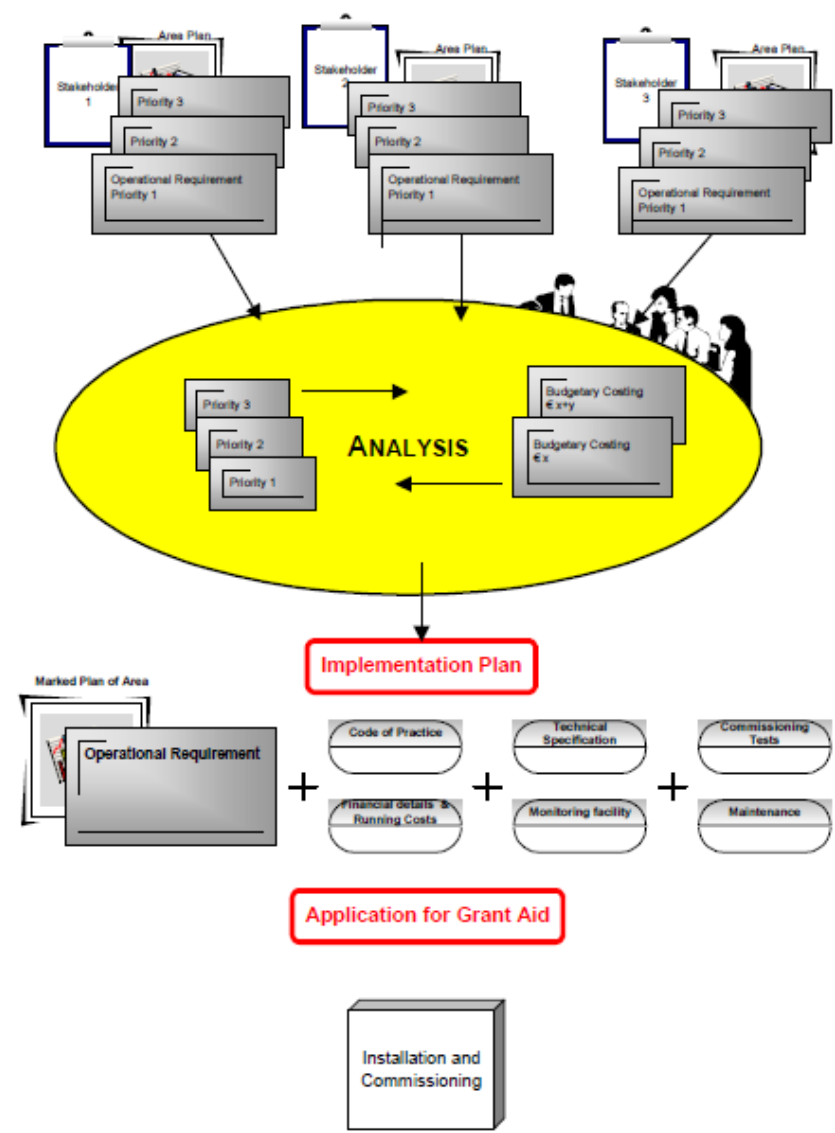 Area Plan
Stakeholder
1
Priority 3
Priority 2
Operational Requirement
Priority 1
Stakeholder
2
Area Plan
Priority 3
Priority 2
Operational Requirement
Priority 1
Stakeholder
3
Area Plan
Priority 3
Priority 2
Operational Requirement
Priority 1
Priority 3
Priority 2
Priority 1
ANALYSIS
Budgetary Costing
€ x+y
Budgetary Costing
€ x
Implementation Plan
Marked Plan of Area
Operational Requirement
+
Code of Practice
Financial details &
Running Costs
+
Technical
Specification
Monitoring facility
+
Commissioning
Tests
Maintenance
Application for Grant Aid
Installation and
Commissioning